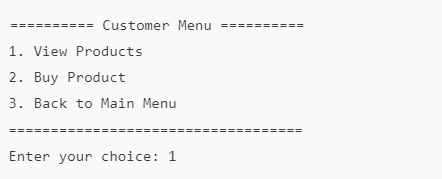 ========== Customer Menu ==========
1. View Products
2. Buy Product
3. Back to Main Menu
===================================
Enter your choice: 1